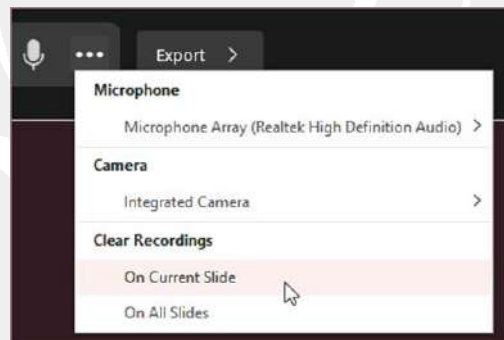 Export
Microphone
Microphone Array (Realtek High Definition Audio)
Camera
Integrated Camera
Clear Recordings
On Current Slide
On All Slides